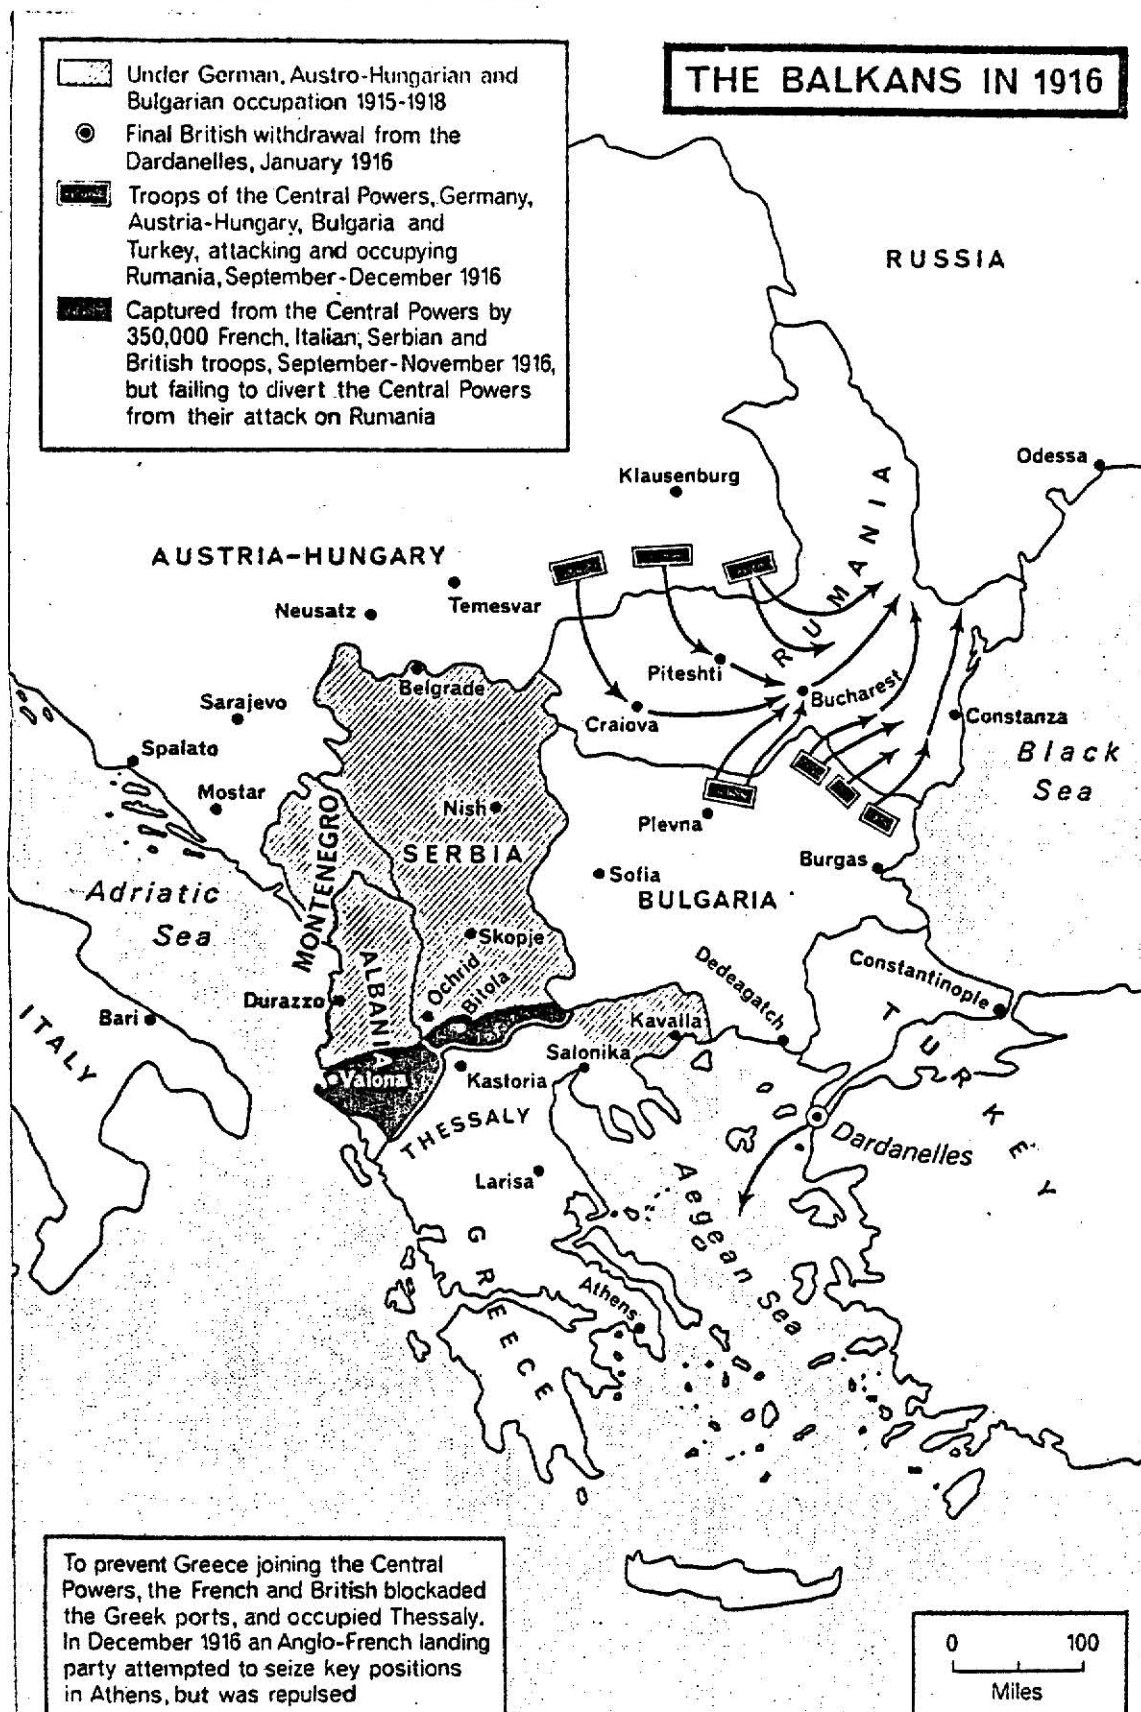 THE BALKANS IN 1916
Under German, Austro-Hungarian and
Bulgarian occupation 1915-1918
Final British withdrawal from the
Dardanelles, January 1916
Troops of the Central Powers, Germany,
Austria-Hungary, Bulgaria and
Turkey, attacking and occupying
Rumania, September-December 1916
Captured from the Central Powers by
350,000 French, Italian, Serbian and
British troops, September-November 1916,
but failing to divert the Central Powers
from their attack on Rumania
RUSSIA
Odessa
Klausenburg
RUMANIA
AUSTRIA-HUNGARY
Temesvar
Neusatz
Piteshti
Belgrade
Bucharest
Sarajevo
Craiova
Constanza
Spalato
Black
Sea
Mostar
Nish
Plevna
MONTENEGRO
SERBIA
Burgas
Sofia
Adriatic
Sea
BULGARIA
Skopje
Dedeagatch
Constantinople
ALBANIA
Ochrid
Bitola
Durazzo
Bari
ITALY
Kavalla
TURKEY
Salonika
Valona
Kastoria
THESSALY
Dardanelles
Larisa
Aegean Sea
GREECE
Athens
To prevent Greece joining the Central
Powers, the French and British blockaded
the Greek ports, and occupied Thessaly.
In December 1916 an Anglo-French landing
party attempted to seize key positions
in Athens, but was repulsed
0 100
Miles